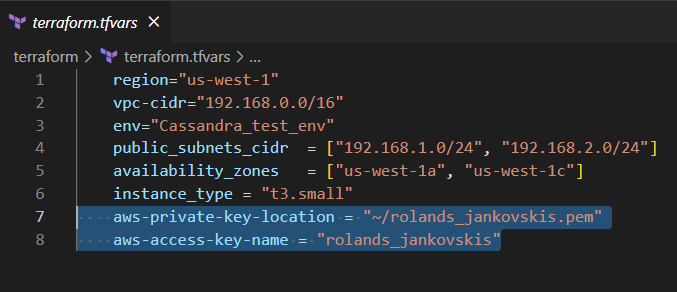 terraform.tfvars ×
terraform > terraform.tfvars > ...
1 region="us-west-1"
2 vpc-cidr="192.168.0.0/16"
3 env="Cassandra_test_env"
4 public_subnets_cidr = ["192.168.1.0/24", "192.168.2.0/24"]
5 availability_zones = ["us-west-1a", "us-west-1c"]
6 instance_type = "t3.small"
7 aws-private-key-location = "~/rolands_jankovskis.pem"
8 aws-access-key-name = "rolands_jankovskis"